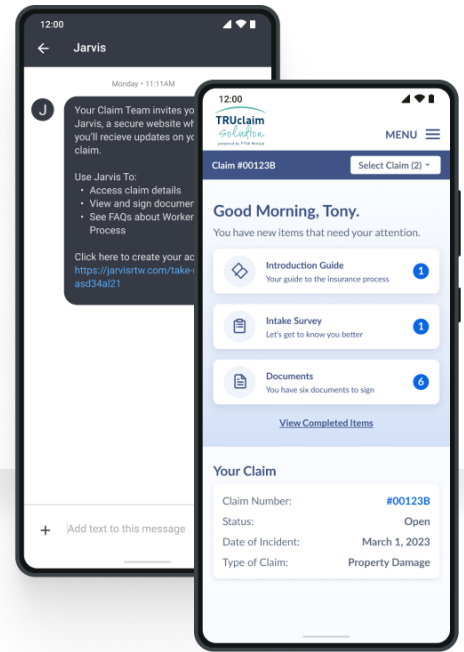 12:00
Jarvis
Monday • 11:11AM
J
Your Claim Team invites yo
Jarvis, a secure website wh
you'll recieve updates on yo
claim.
Use Jarvis To:
• Access claim details
• View and sign documen
• See FAQs about Worker
Process
Click here to create your ac
https://jarvisrtw.com/take-
asd34al21
Add text to this message
12:00
TRUclaim
Solution
MENU
Claim #00123B
Select Claim (2)
Good Morning, Tony.
You have new items that need your attention.
Introduction Guide
Your guide to the insurance process
1
Intake Survey
Let's get to know you better
1
Documents
You have six documents to sign
6
View Completed Items
Your Claim
Claim Number: #00123B
Status: Open
Date of Incident: March 1, 2023
Type of Claim: Property Damage